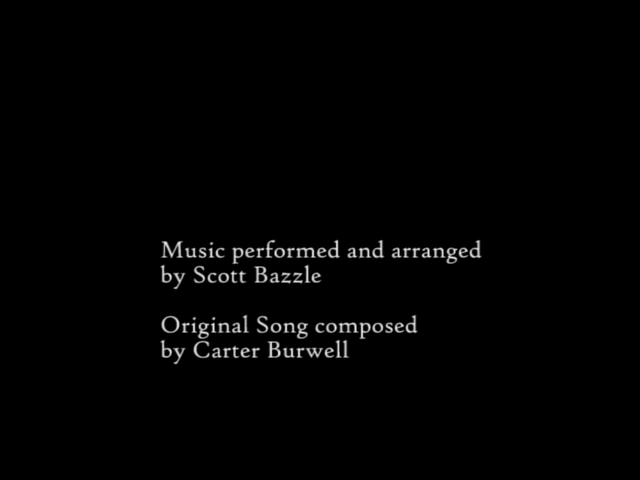 Music performed and arranged
by Scott Bazzle
Original Song composed
by Carter Burwell